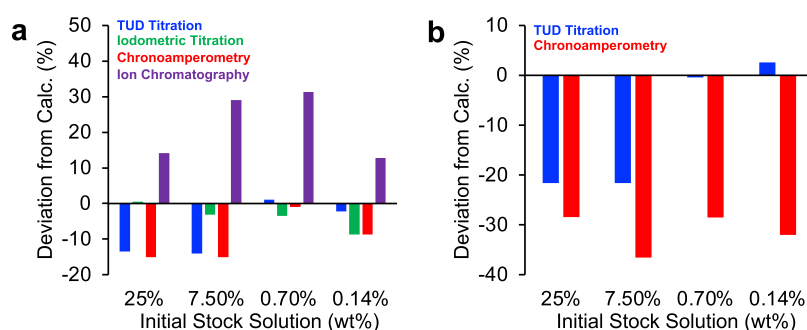 a
TUD Titration
Iodometric Titration
Chronoamperometry
Ion Chromatography
Deviation from Calc. (%)
50
40
30
20
10
0
-10
-20
25% 7.50% 0.70% 0.14%
Initial Stock Solution (wt%)
b
TUD Titration
Chronoamperometry
Deviation from Calc. (%)
10
0
-10
-20
-30
-40
25% 7.50% 0.70% 0.14%
Initial Stock Solution (wt%)